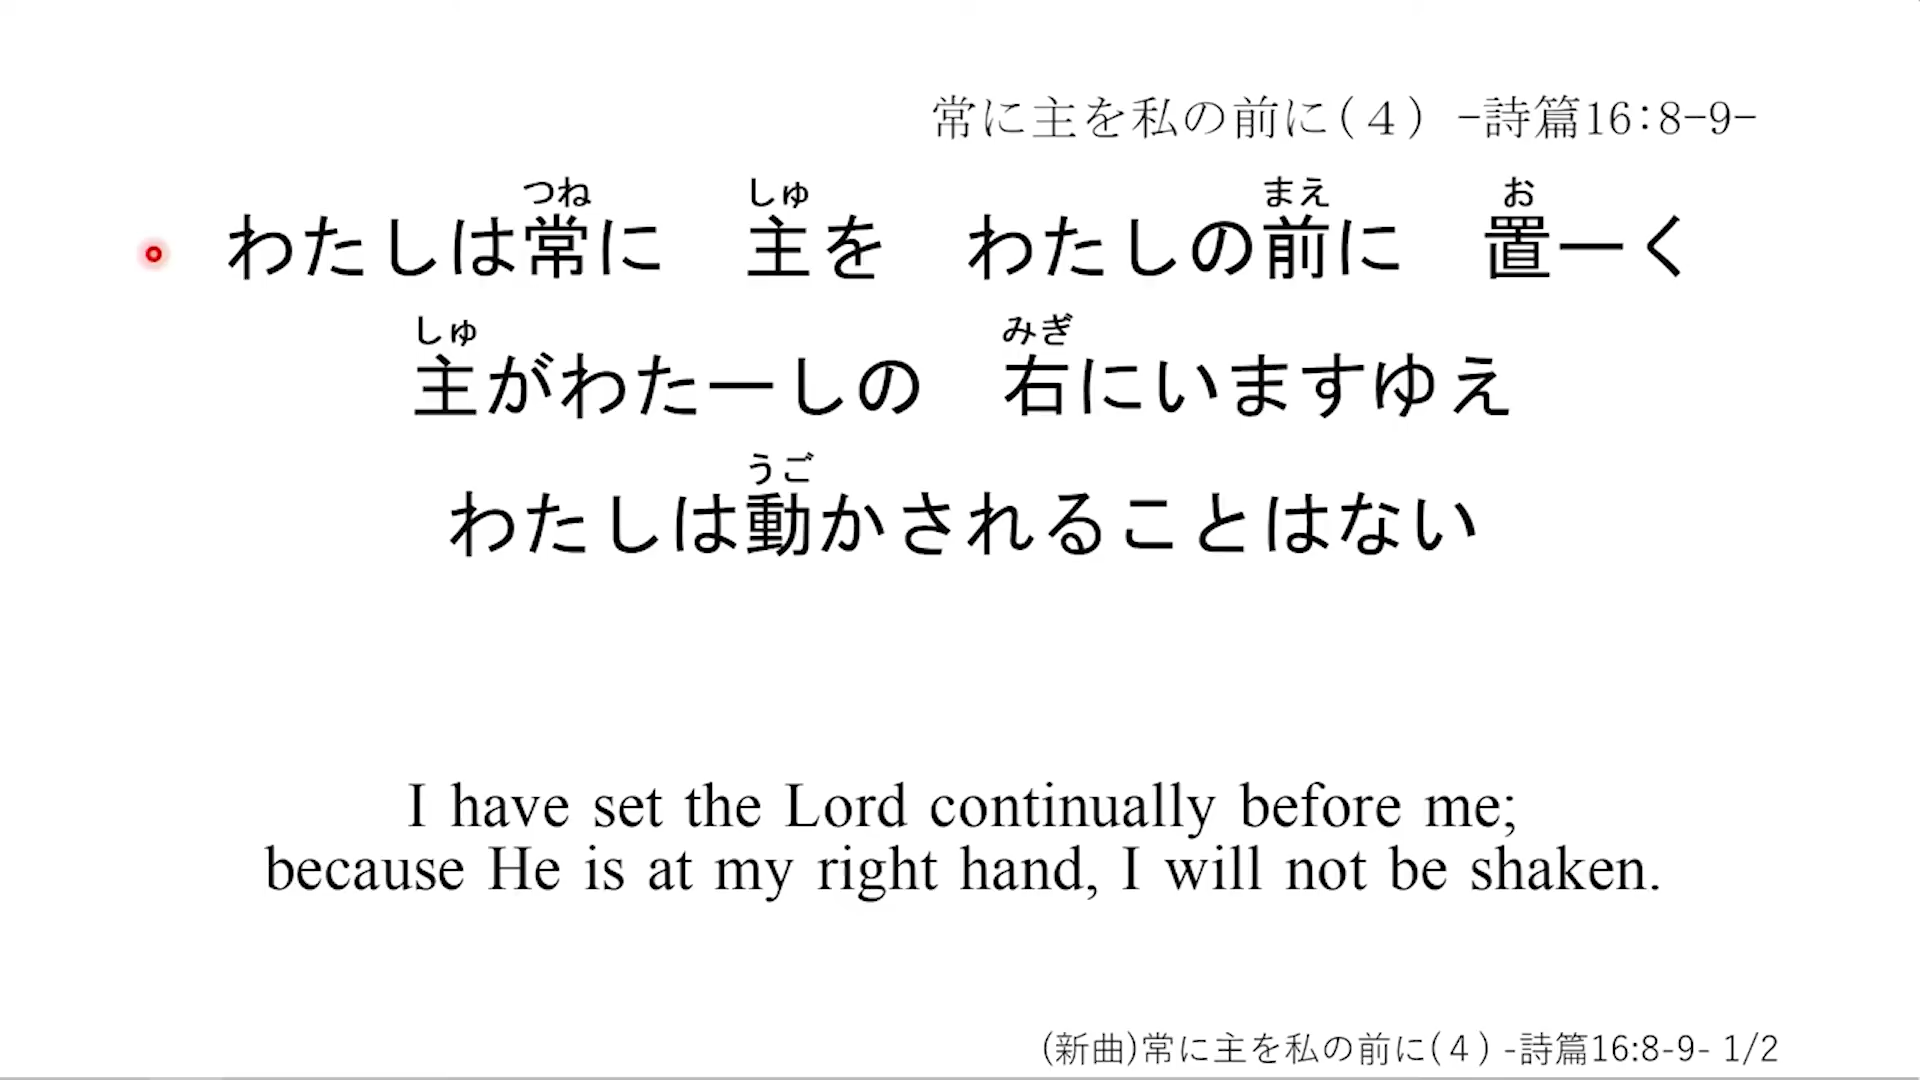 常に主を私の前に(４) -詩篇16:8-9-
つね しゅ まえ お
わたしは常に 主を わたしの前に 置ーく
しゅ みぎ
主がわたーしの 右にいますゆえ
うご
わたしは動かされることはない
I have set the Lord continually before me;
because He is at my right hand, I will not be shaken.
(新曲)常に主を私の前に(４) -詩篇16:8-9- 1/2